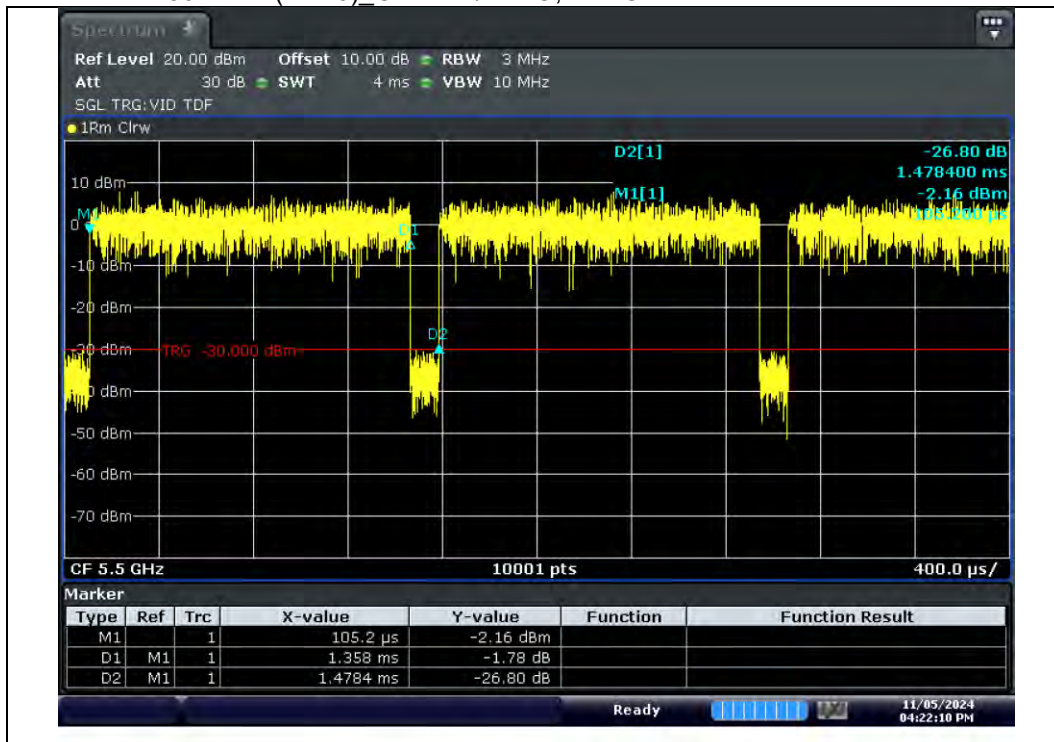 Spectrum
Ref Level 20.00 dBm Offset 10.00 dB RBW 3 MHz
Att 30 dB SWT 4 ms VBW 10 MHz
SGL TRG:VID TDF
1Rm Clrw
D2[1] -26.80 dB
1.478400 ms
10 dBm
M1[1] -2.16 dBm
M1 105.200 µs
0
D1
-10 dBm
-20 dBm
D2
-30 dBm TRG -30.000 dBm
dBm
-50 dBm
-60 dBm
-70 dBm
CF 5.5 GHz 10001 pts 400.0 µs/
Marker
Type Ref Trc X-value Y-value Function Function Result
M1 1 105.2 µs -2.16 dBm
D1 M1 1 1.358 ms -1.78 dB
D2 M1 1 1.4784 ms -26.80 dB
Ready 11/05/2024
04:22:10 PM